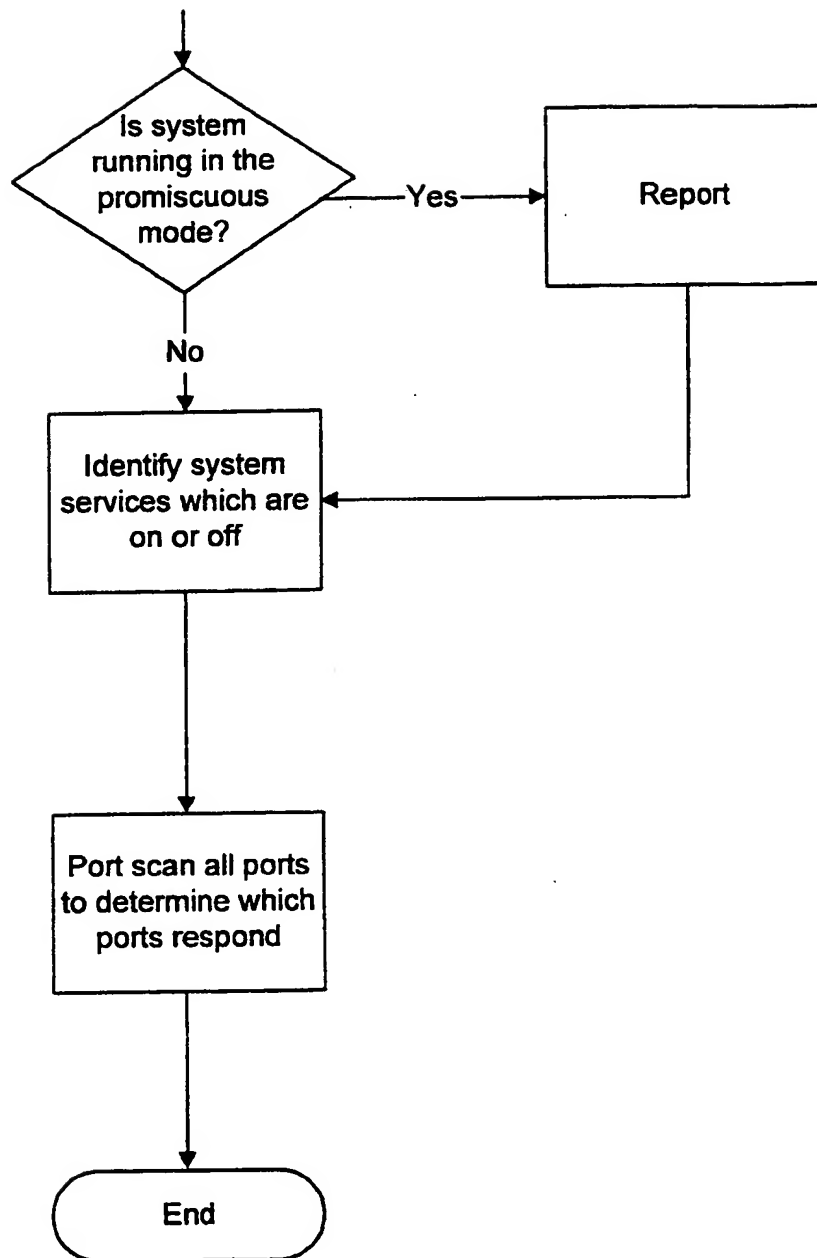 Is system
running in the
promiscuous
mode?
Yes
Report
No
Identify system
services which are
on or off
Port scan all ports
to determine which
ports respond
End